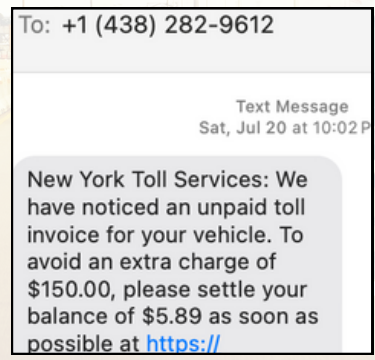 To: +1 (438) 282-9612
Text Message
Sat, Jul 20 at 10:02 P
New York Toll Services: We
have noticed an unpaid toll
invoice for your vehicle. To
avoid an extra charge of
$150.00, please settle your
balance of $5.89 as soon as
possible at https://